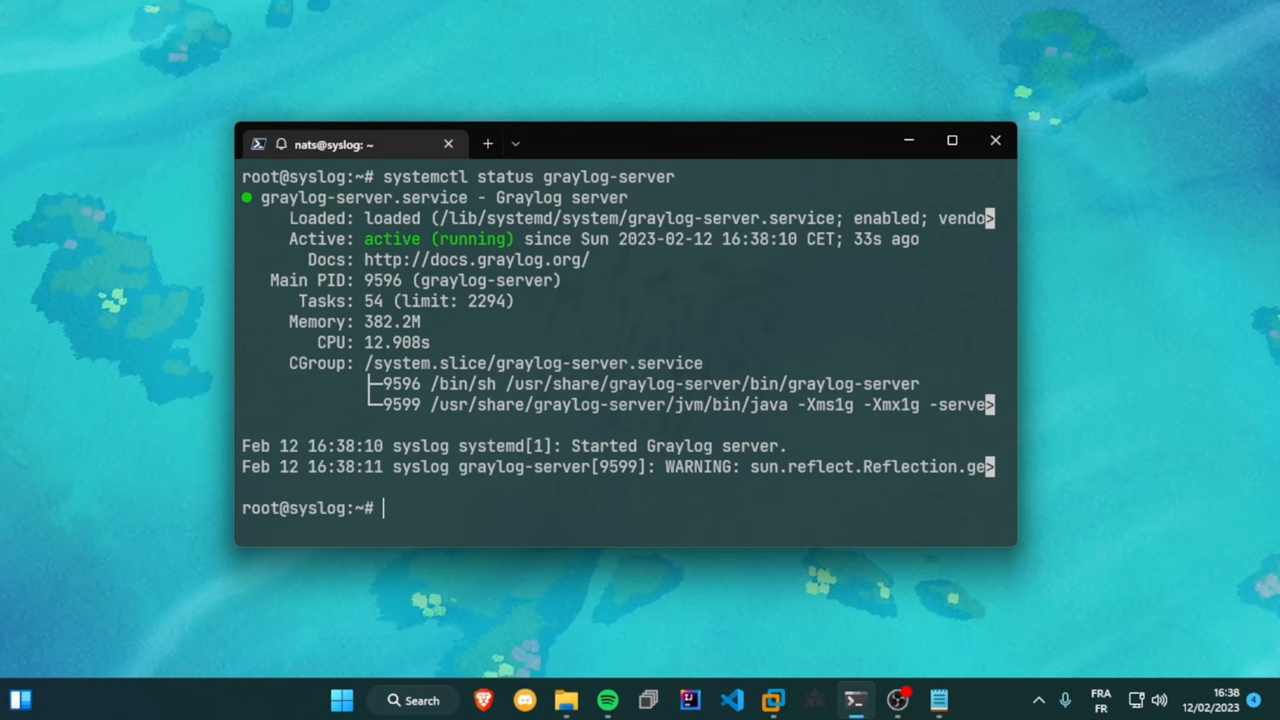 nats@syslog: ~
root@syslog:~# systemctl status graylog-server
● graylog-server.service - Graylog server
Loaded: loaded (/lib/systemd/system/graylog-server.service; enabled; vendo>
Active: active (running) since Sun 2023-02-12 16:38:10 CET; 33s ago
Docs: http://docs.graylog.org/
Main PID: 9596 (graylog-server)
Tasks: 54 (limit: 2294)
Memory: 382.2M
CPU: 12.908s
CGroup: /system.slice/graylog-server.service
├─9596 /bin/sh /usr/share/graylog-server/bin/graylog-server
└─9599 /usr/share/graylog-server/jvm/bin/java -Xms1g -Xmx1g -serve>
Feb 12 16:38:10 syslog systemd[1]: Started Graylog server.
Feb 12 16:38:11 syslog graylog-server[9599]: WARNING: sun.reflect.Reflection.ge>
root@syslog:~#
Search
FRA
FR
16:38
12/02/2023
4